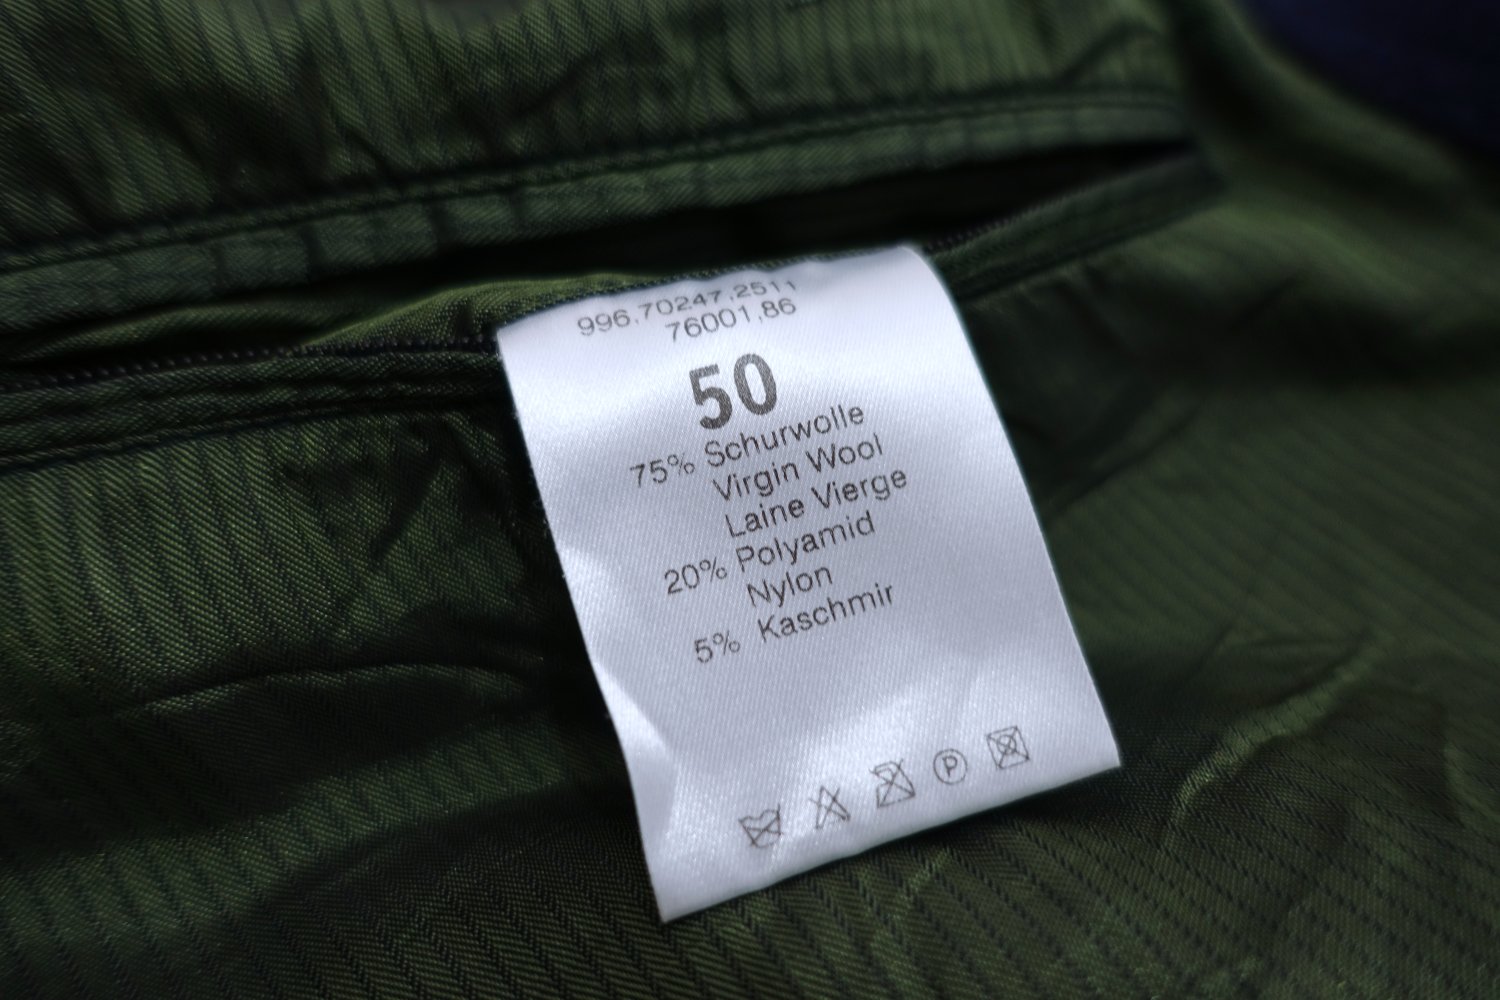 996.70247.2511
76001.86
50
75% Schurwolle
Virgin Wool
Laine Vierge
20% Polyamid
Nylon
5% Kaschmir
P